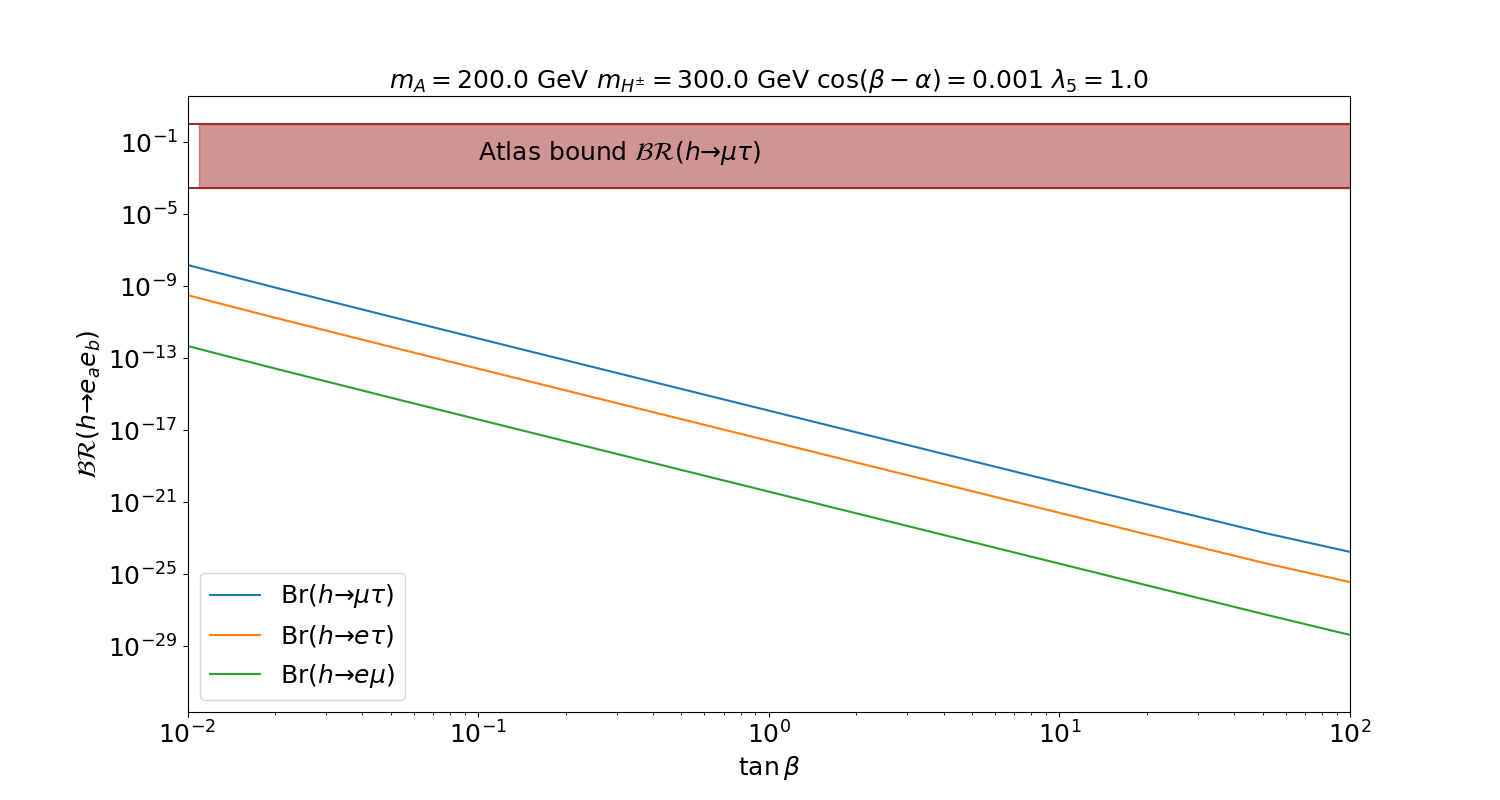 m_A = 200.0 GeV m_{H^±} = 300.0 GeV cos(β − α) = 0.001 λ_5 = 1.0
10^{−1}
Atlas bound ℬℛ(h→μτ)
10^{−5}
10^{−9}
10^{−13}
10^{−17}
10^{−21}
10^{−25}
10^{−29}
ℬℛ(h→e_a e_b)
Br(h→μτ)
Br(h→eτ)
Br(h→eμ)
10^{−2} 10^{−1} 10^0 10^1 10^2
tan β